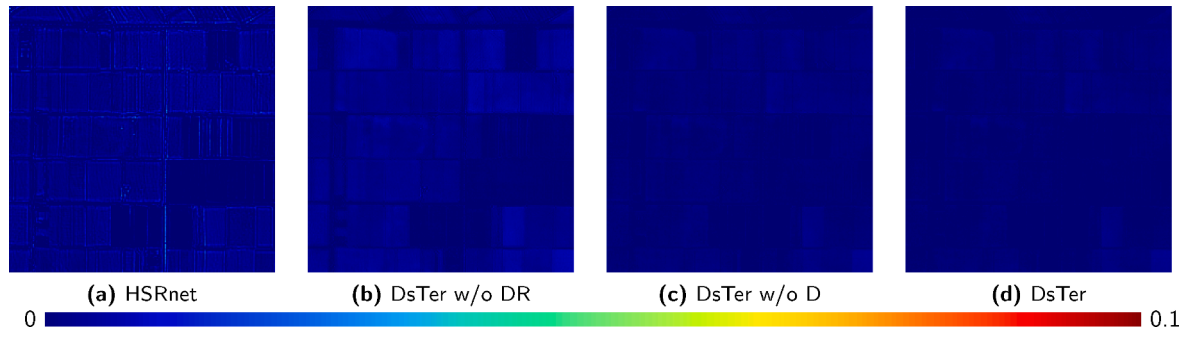 (a) HSRnet
(b) DsTer w/o DR
(c) DsTer w/o D
(d) DsTer
0
0.1